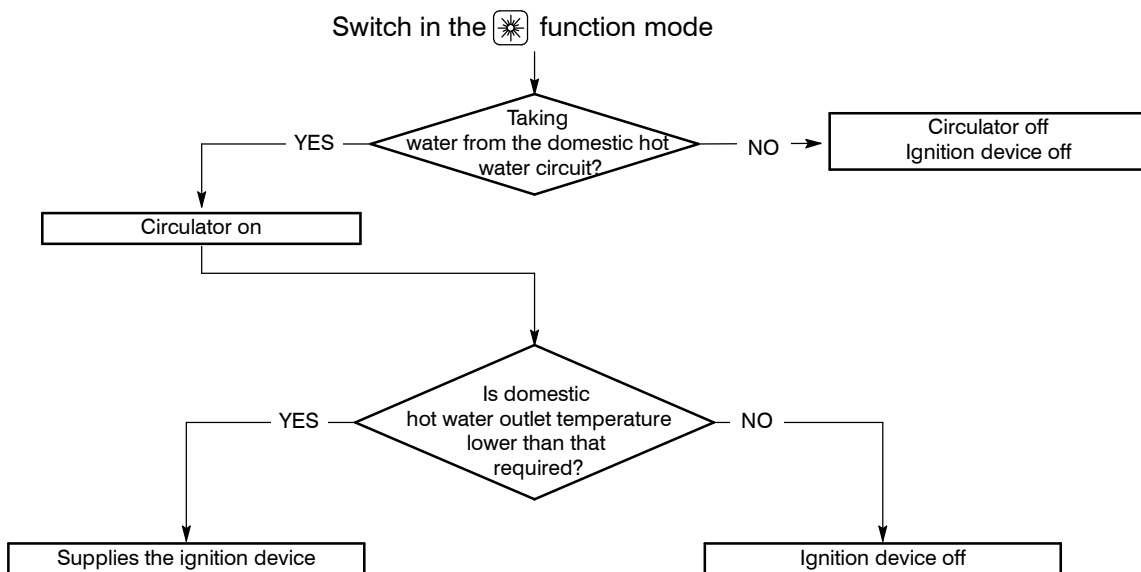 Switch in the function mode
Taking
water from the domestic hot
water circuit?
YES
NO
Circulator off
Ignition device off
Circulator on
Is domestic
hot water outlet temperature
lower than that
required?
YES
NO
Supplies the ignition device
Ignition device off